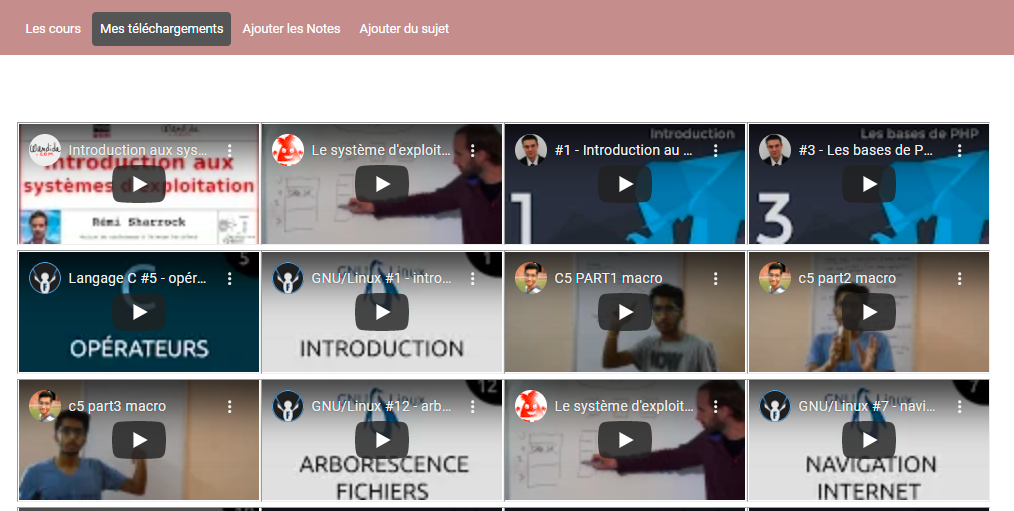 Les cours
Mes téléchargements
Ajouter les Notes
Ajouter du sujet
Introduction aux sys...
Introduction aux
systèmes d'exploitation
Rémi Sharrock
Le système d'exploit...
Introduction
#1 - Introduction au ...
1
Les bases de PHP
#3 - Les bases de P...
3
5
Langage C #5 - opér...
C
OPÉRATEURS
GNU/Linux
1
GNU/Linux #1 - intro...
INTRODUCTION
C5 PART1 macro
c5 part2 macro
c5 part3 macro
12
GNU/Linux #12 - arb...
ARBORESCENCE
FICHIERS
Le système d'exploit...
7
GNU/Linux #7 - navi...
NAVIGATION
INTERNET